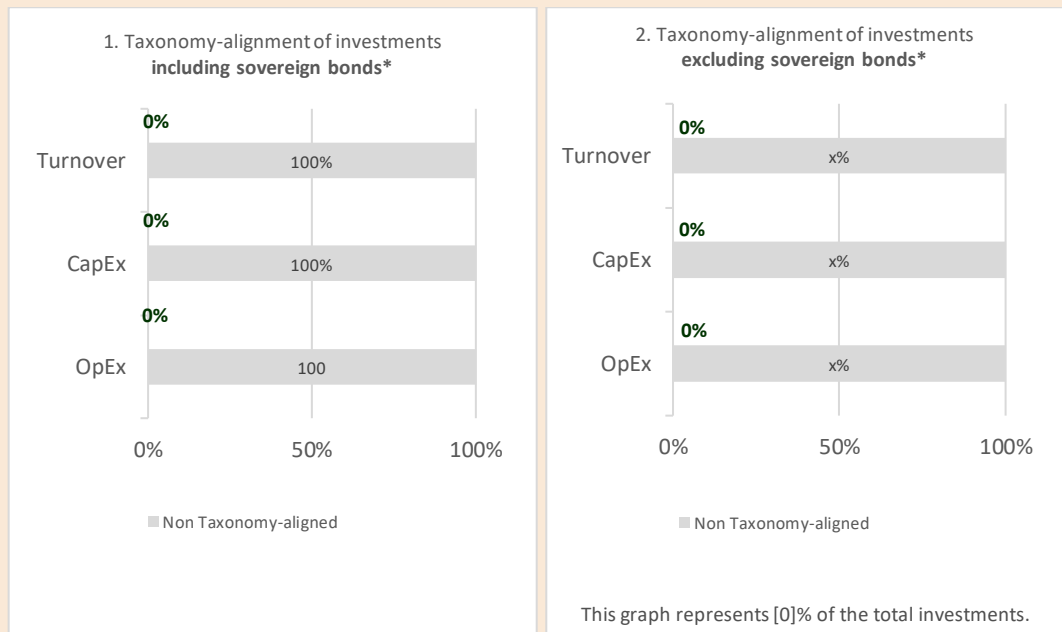 1. Taxonomy-alignment of investments
including sovereign bonds*
0%
Turnover
100%
0%
CapEx
100%
0%
OpEx
100
0%
50%
100%
Non Taxonomy-aligned
2. Taxonomy-alignment of investments
excluding sovereign bonds*
0%
Turnover
x%
0%
CapEx
x%
0%
OpEx
x%
0%
50%
100%
Non Taxonomy-aligned
This graph represents [0]% of the total investments.